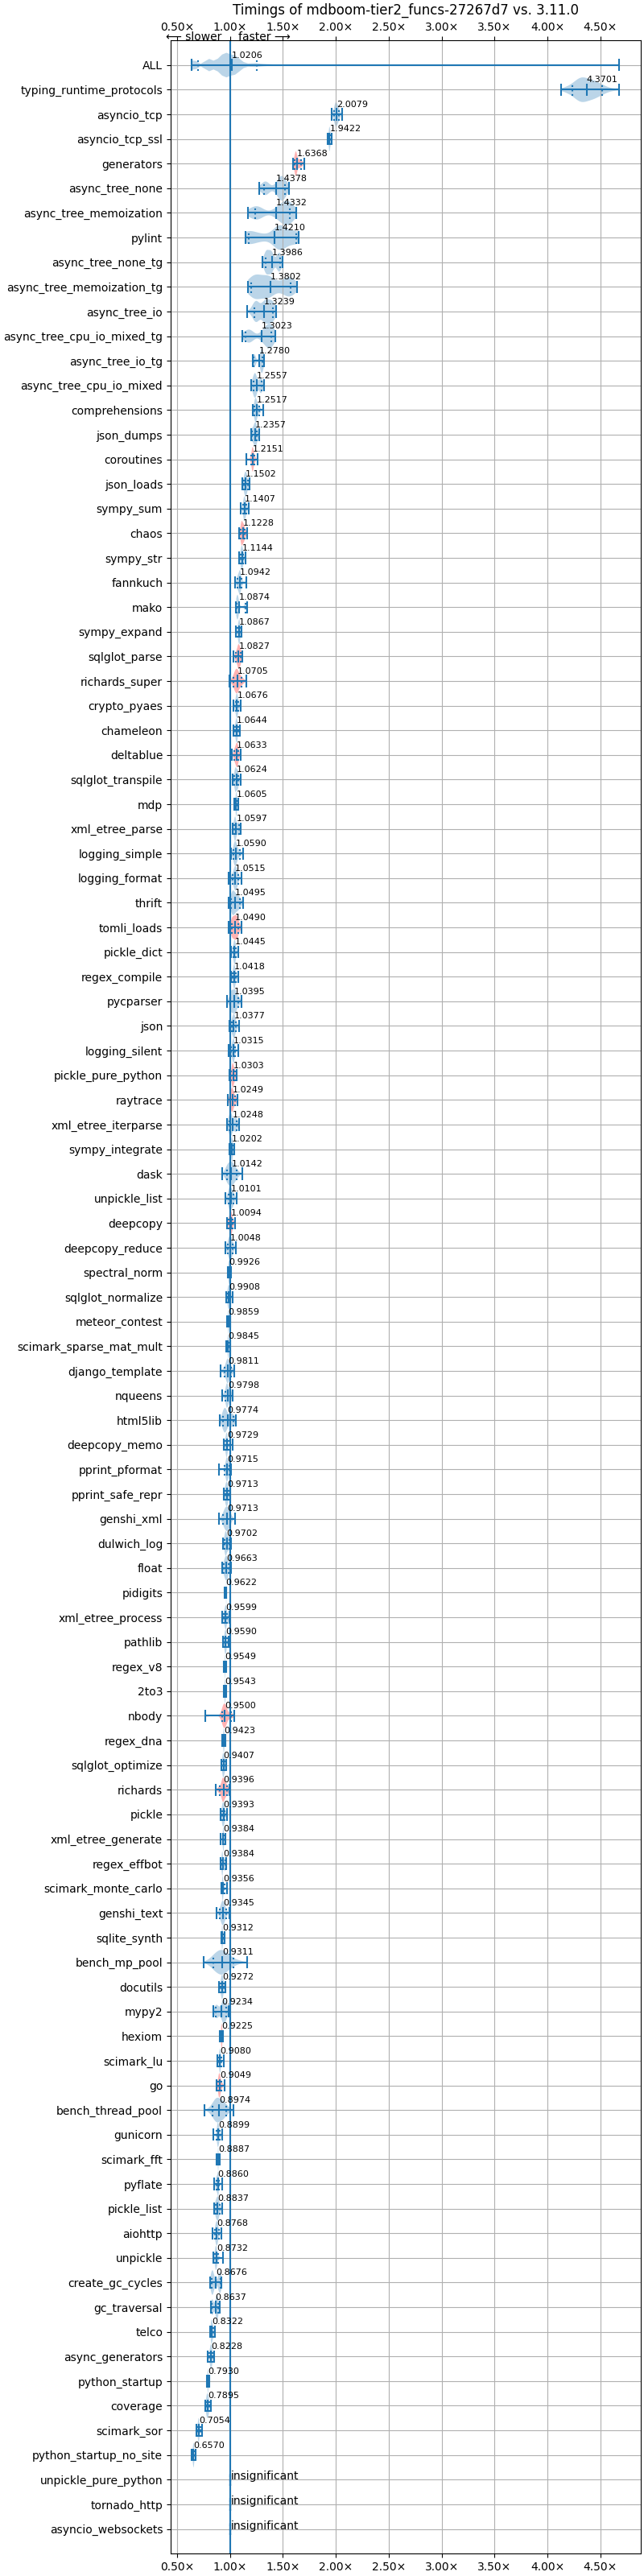 Timings of mdboom-tier2_funcs-27267d7 vs. 3.11.0
0.50× 1.00× 1.50× 2.00× 2.50× 3.00× 3.50× 4.00× 4.50×
⟵ slower faster ⟶
ALL 1.0206
typing_runtime_protocols 4.3701
asyncio_tcp 2.0079
asyncio_tcp_ssl 1.9422
generators 1.6368
async_tree_none 1.4378
async_tree_memoization 1.4332
pylint 1.4210
async_tree_none_tg 1.3986
async_tree_memoization_tg 1.3802
async_tree_io 1.3239
async_tree_cpu_io_mixed_tg 1.3023
async_tree_io_tg 1.2780
async_tree_cpu_io_mixed 1.2557
comprehensions 1.2517
json_dumps 1.2357
coroutines 1.2151
json_loads 1.1502
sympy_sum 1.1407
chaos 1.1228
sympy_str 1.1144
fannkuch 1.0942
mako 1.0874
sympy_expand 1.0867
sqlglot_parse 1.0827
richards_super 1.0705
crypto_pyaes 1.0676
chameleon 1.0644
deltablue 1.0633
sqlglot_transpile 1.0624
mdp 1.0605
xml_etree_parse 1.0597
logging_simple 1.0590
logging_format 1.0515
thrift 1.0495
tomli_loads 1.0490
pickle_dict 1.0445
regex_compile 1.0418
pycparser 1.0395
json 1.0377
logging_silent 1.0315
pickle_pure_python 1.0303
raytrace 1.0249
xml_etree_iterparse 1.0248
sympy_integrate 1.0202
dask 1.0142
unpickle_list 1.0101
deepcopy 1.0094
deepcopy_reduce 1.0048
spectral_norm 0.9926
sqlglot_normalize 0.9908
meteor_contest 0.9859
scimark_sparse_mat_mult 0.9845
django_template 0.9811
nqueens 0.9798
html5lib 0.9774
deepcopy_memo 0.9729
pprint_pformat 0.9715
pprint_safe_repr 0.9713
genshi_xml 0.9713
dulwich_log 0.9702
float 0.9663
pidigits 0.9622
xml_etree_process 0.9599
pathlib 0.9590
regex_v8 0.9549
2to3 0.9543
nbody 0.9500
regex_dna 0.9423
sqlglot_optimize 0.9407
richards 0.9396
pickle 0.9393
xml_etree_generate 0.9384
regex_effbot 0.9384
scimark_monte_carlo 0.9356
genshi_text 0.9345
sqlite_synth 0.9312
bench_mp_pool 0.9311
docutils 0.9272
mypy2 0.9234
hexiom 0.9225
scimark_lu 0.9080
go 0.9049
bench_thread_pool 0.8974
gunicorn 0.8899
scimark_fft 0.8887
pyflate 0.8860
pickle_list 0.8837
aiohttp 0.8768
unpickle 0.8732
create_gc_cycles 0.8676
gc_traversal 0.8637
telco 0.8322
async_generators 0.8228
python_startup 0.7930
coverage 0.7895
scimark_sor 0.7054
python_startup_no_site 0.6570
unpickle_pure_python insignificant
tornado_http insignificant
asyncio_websockets insignificant
0.50× 1.00× 1.50× 2.00× 2.50× 3.00× 3.50× 4.00× 4.50×